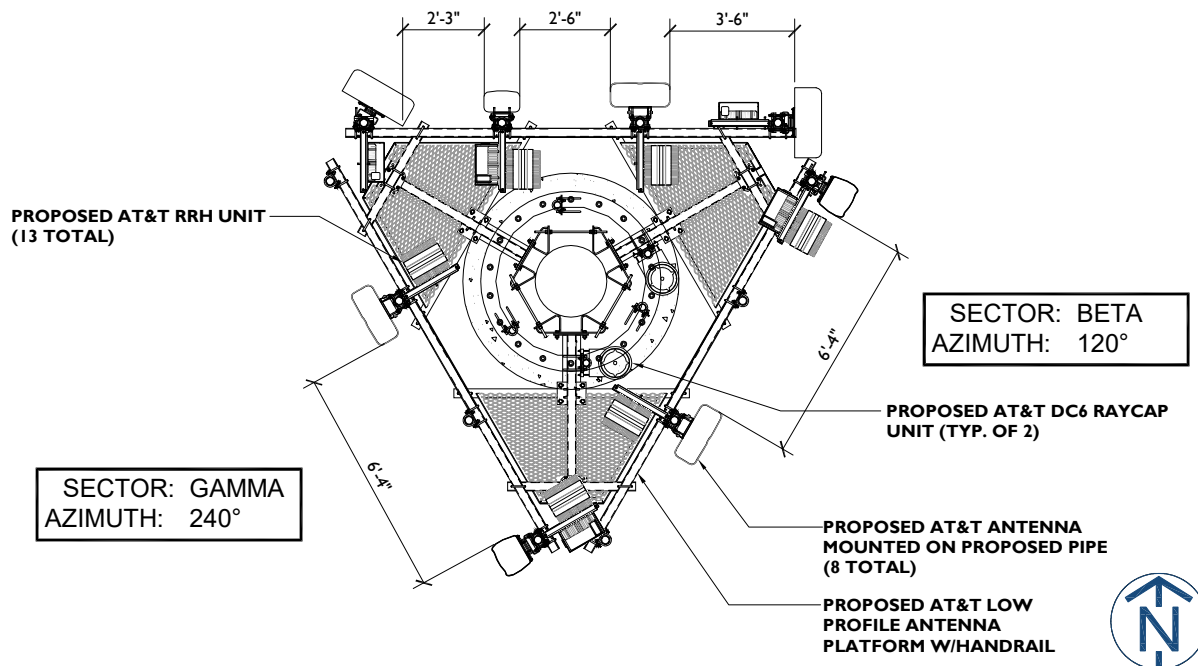 2'-3"
2'-6"
3'-6"
PROPOSED AT&T RRH UNIT
(13 TOTAL)
SECTOR: BETA
AZIMUTH: 120°
6'-4"
PROPOSED AT&T DC6 RAYCAP
UNIT (TYP. OF 2)
6'-4"
SECTOR: GAMMA
AZIMUTH: 240°
PROPOSED AT&T ANTENNA
MOUNTED ON PROPOSED PIPE
(8 TOTAL)
PROPOSED AT&T LOW
PROFILE ANTENNA
PLATFORM W/HANDRAIL
N